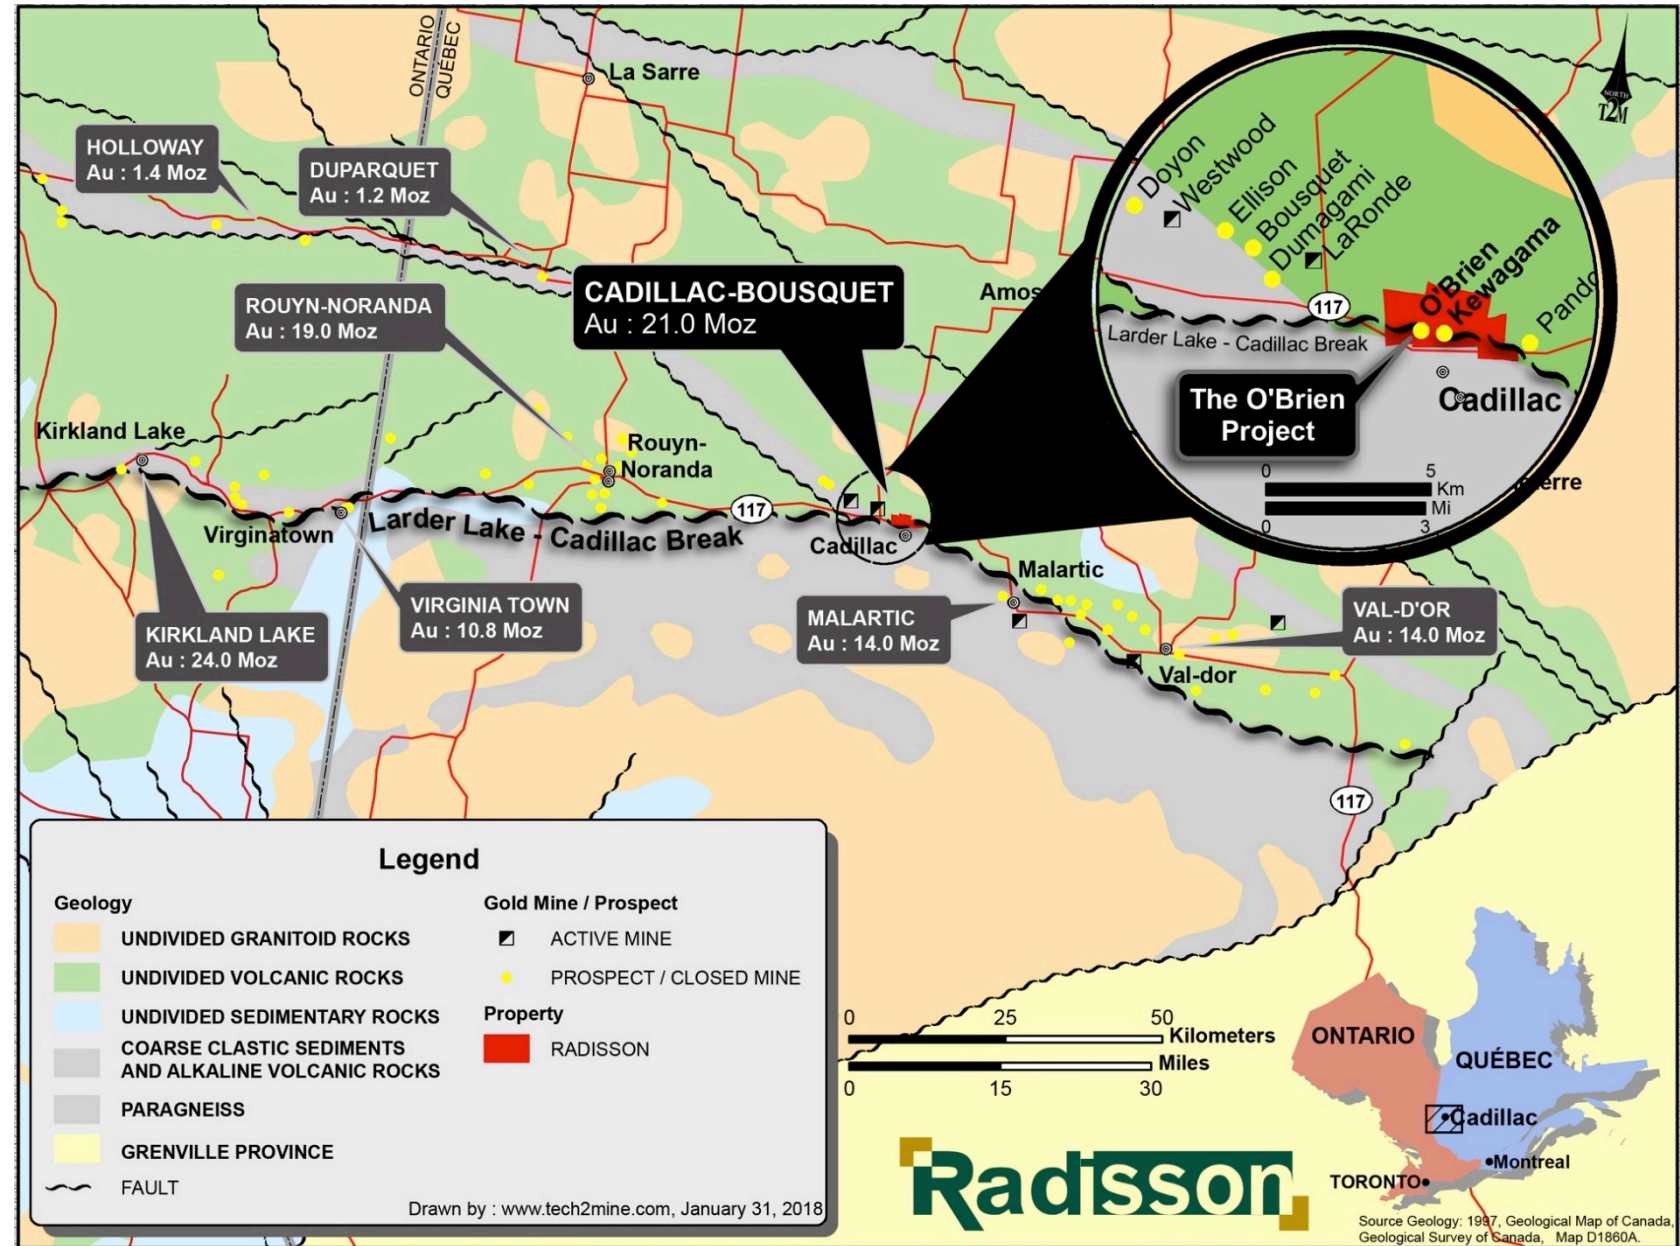 ONTARIO
QUÉBEC
La Sarre
HOLLOWAY
Au : 1.4 Moz
DUPARQUET
Au : 1.2 Moz
ROUYN-NORANDA
Au : 19.0 Moz
CADILLAC-BOUSQUET
Au : 21.0 Moz
Amos
NORTH
T2M
Doyon
Westwood
Ellison
Bousquet
Dumagami
LaRonde
O'Brien
Kewagama
Pando
117
Larder Lake - Cadillac Break
Cadillac
The O'Brien
Project
0 5
Km
Mi
0 3
erre
Kirkland Lake
Rouyn-
Noranda
117
Virginatown
Larder Lake - Cadillac Break
Cadillac
Malartic
KIRKLAND LAKE
Au : 24.0 Moz
VIRGINIA TOWN
Au : 10.8 Moz
MALARTIC
Au : 14.0 Moz
VAL-D'OR
Au : 14.0 Moz
Val-dor
117
Legend
Geology
UNDIVIDED GRANITOID ROCKS
UNDIVIDED VOLCANIC ROCKS
UNDIVIDED SEDIMENTARY ROCKS
COARSE CLASTIC SEDIMENTS
AND ALKALINE VOLCANIC ROCKS
PARAGNEISS
GRENVILLE PROVINCE
FAULT
Gold Mine / Prospect
ACTIVE MINE
PROSPECT / CLOSED MINE
Property
RADISSON
Drawn by : www.tech2mine.com, January 31, 2018
0 25 50
Kilometers
Miles
0 15 30
Radisson
ONTARIO
QUÉBEC
Cadillac
Montreal
TORONTO
Source Geology: 1997, Geological Map of Canada,
Geological Survey of Canada, Map D1860A.